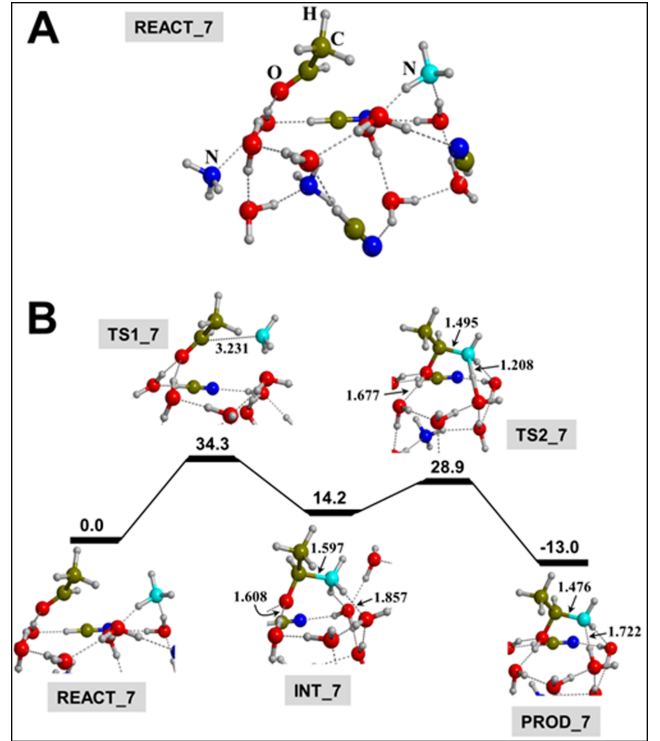 A
REACT_7
H
C
O
N
N
B
TS1_7
3.231
1.495
1.208
1.677
TS2_7
34.3
28.9
14.2
0.0
-13.0
1.597
1.608
1.857
1.476
1.722
REACT_7
INT_7
PROD_7